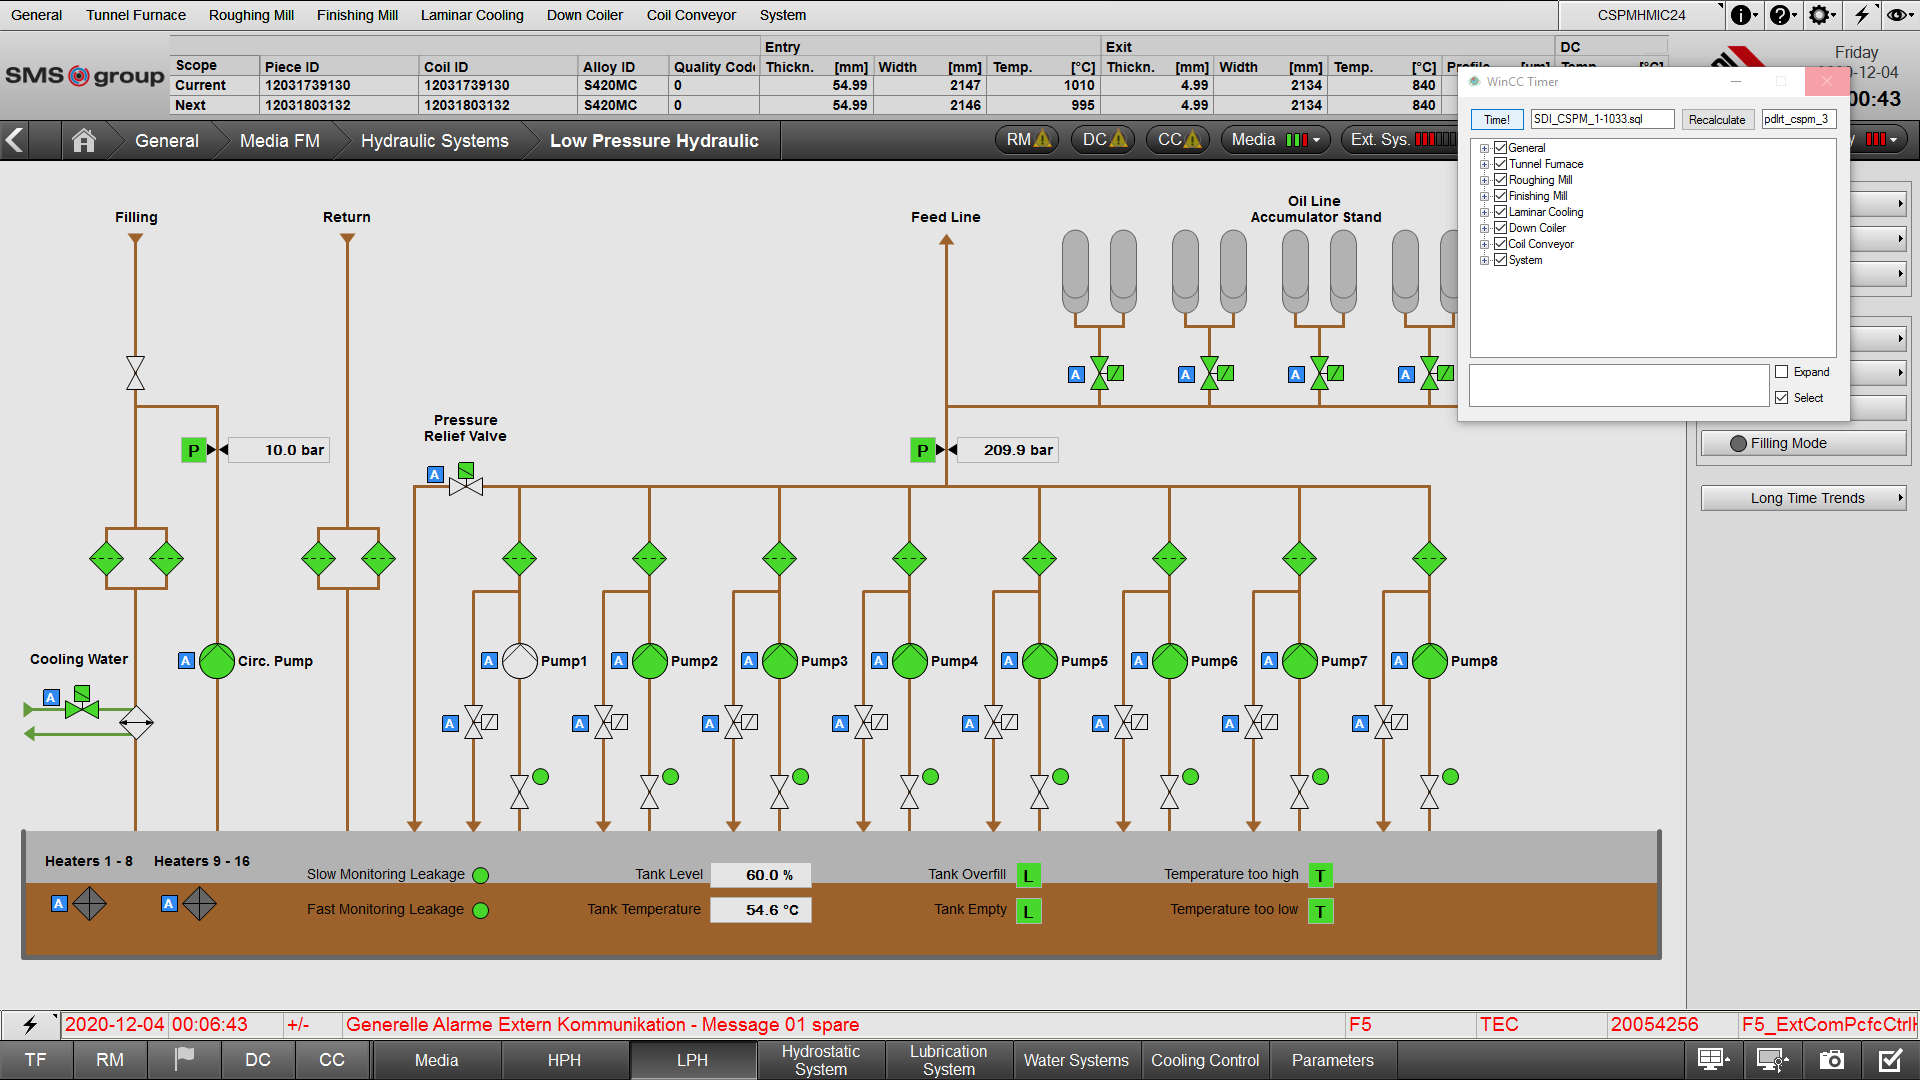 General Tunnel Furnace Roughing Mill Finishing Mill Laminar Cooling Down Coiler Coil Conveyor System CSPMHMIC24
SMS group
Entry Exit DC
Scope Piece ID Coil ID Alloy ID Quality Code Thickn. [mm] Width [mm] Temp. [°C] Thickn. [mm] Width [mm] Temp. [°C]
Current 12031739130 12031739130 S420MC 0 54.99 2147 1010 4.99 2134 840
Next 12031803132 12031803132 S420MC 0 54.99 2146 995 4.99 2134 840
Friday
-12-04
00:43
General Media FM Hydraulic Systems Low Pressure Hydraulic RM DC CC Media Ext. Sys.
WinCC Timer
Time! SDI_CSPM_1-1033.sql Recalculate pdlrt_cspm_3
General
Tunnel Furnace
Roughing Mill
Finishing Mill
Laminar Cooling
Down Coiler
Coil Conveyor
System
Expand
Select
Filling Mode
Long Time Trends
Filling Return Feed Line
Oil Line
Accumulator Stand
A A A A
Pressure
Relief Valve
P 10.0 bar
A
P 209.9 bar
Cooling Water
A
A Circ. Pump
A Pump1 A Pump2 A Pump3 A Pump4 A Pump5 A Pump6 A Pump7 A Pump8
A A A A A A A A
Heaters 1 - 8 Heaters 9 - 16
A A
Slow Monitoring Leakage Tank Level 60.0 % Tank Overfill L Temperature too high T
Fast Monitoring Leakage Tank Temperature 54.6 °C Tank Empty L Temperature too low T
2020-12-04 00:06:43 +/- Generelle Alarme Extern Kommunikation - Message 01 spare F5 TEC 20054256 F5_ExtComPcfcCtrl
TF RM DC CC Media HPH LPH Hydrostatic System Lubrication System Water Systems Cooling Control Parameters